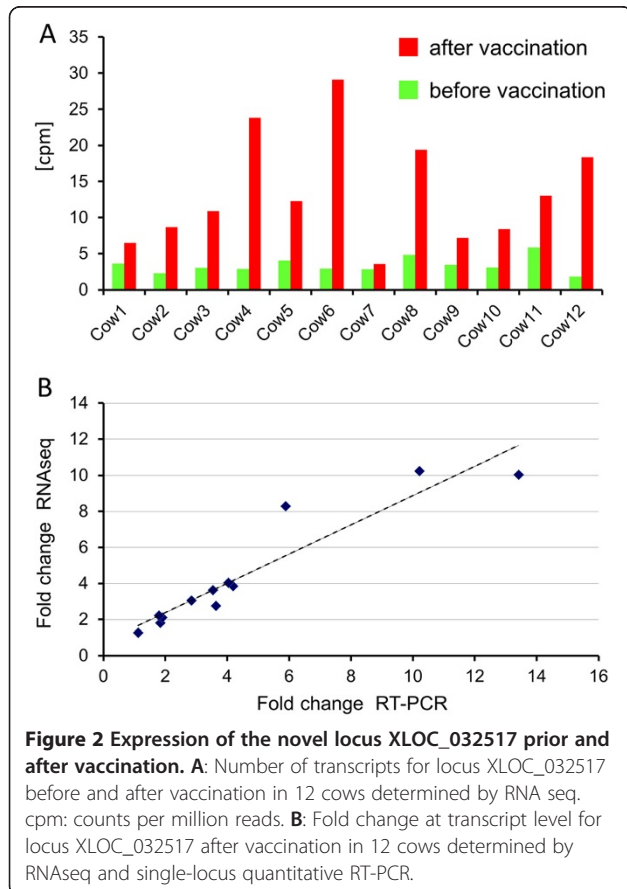 A
after vaccination
before vaccination
[cpm]
35
30
25
20
15
10
5
0
Cow1 Cow2 Cow3 Cow4 Cow5 Cow6 Cow7 Cow8 Cow9 Cow10 Cow11 Cow12
B
Fold change RNAseq
14
12
10
8
6
4
2
0
0 2 4 6 8 10 12 14 16
Fold change RT-PCR
Figure 2 Expression of the novel locus XLOC_032517 prior and
after vaccination. A: Number of transcripts for locus XLOC_032517
before and after vaccination in 12 cows determined by RNA seq.
cpm: counts per million reads. B: Fold change at transcript level for
locus XLOC_032517 after vaccination in 12 cows determined by
RNAseq and single-locus quantitative RT-PCR.